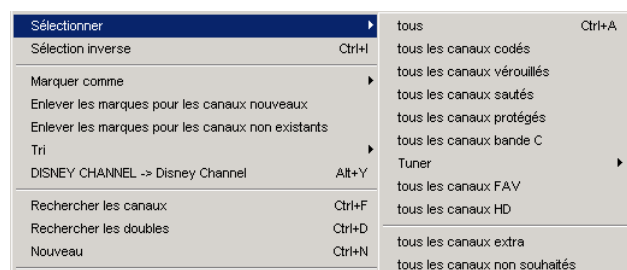 Sélectionner
Sélection inverse Ctrl+I
Marquer comme
Enlever les marques pour les canaux nouveaux
Enlever les marques pour les canaux non existants
Tri
DISNEY CHANNEL -> Disney Channel Alt+Y
Rechercher les canaux Ctrl+F
Rechercher les doubles Ctrl+D
Nouveau Ctrl+N
tous Ctrl+A
tous les canaux codés
tous les canaux vérouillés
tous les canaux sautés
tous les canaux protégés
tous les canaux bande C
Tuner
tous les canaux FAV
tous les canaux HD
tous les canaux extra
tous les canaux non souhaités